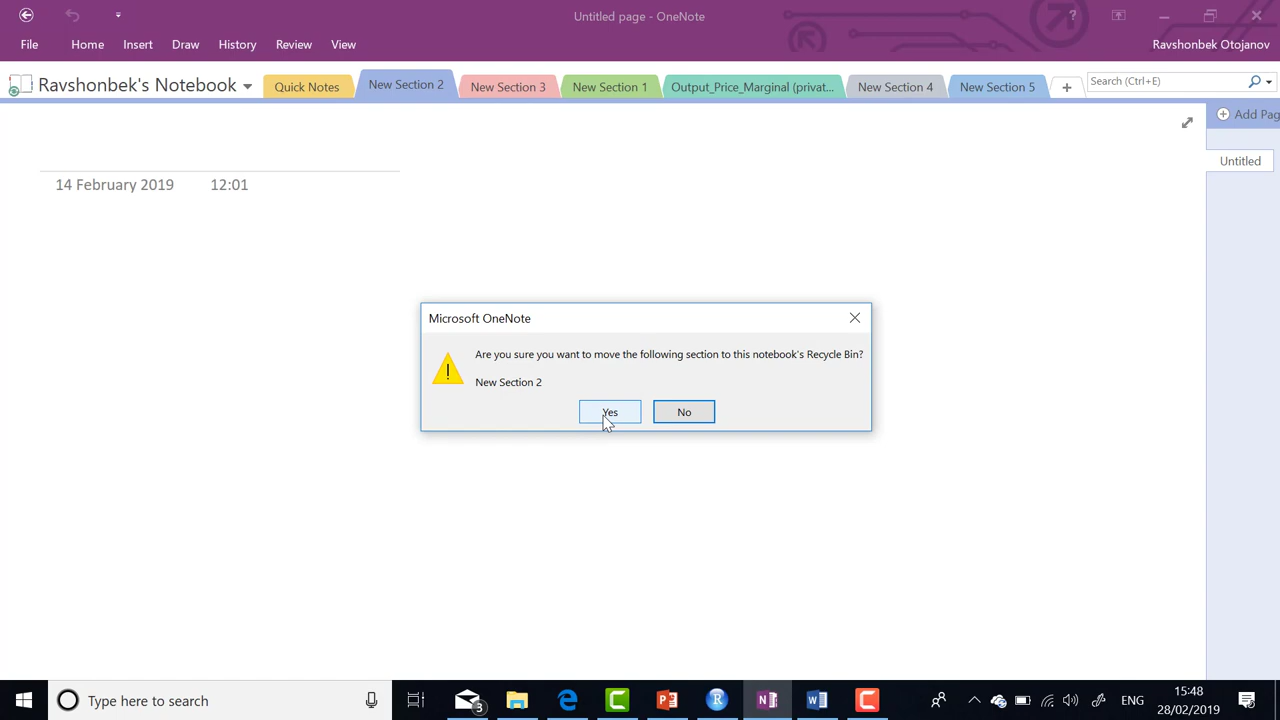 Untitled page - OneNote
?
File
Home
Insert
Draw
History
Review
View
Ravshonbek Otojanov
Ravshonbek's Notebook
Quick Notes
New Section 2
New Section 3
New Section 1
Output_Price_Marginal (privat...
New Section 4
New Section 5
+
Search (Ctrl+E)
Add Pag
Untitled
14 February 2019
12:01
Microsoft OneNote
Are you sure you want to move the following section to this notebook's Recycle Bin?
New Section 2
Yes
No
Type here to search
3
ENG
15:48
28/02/2019